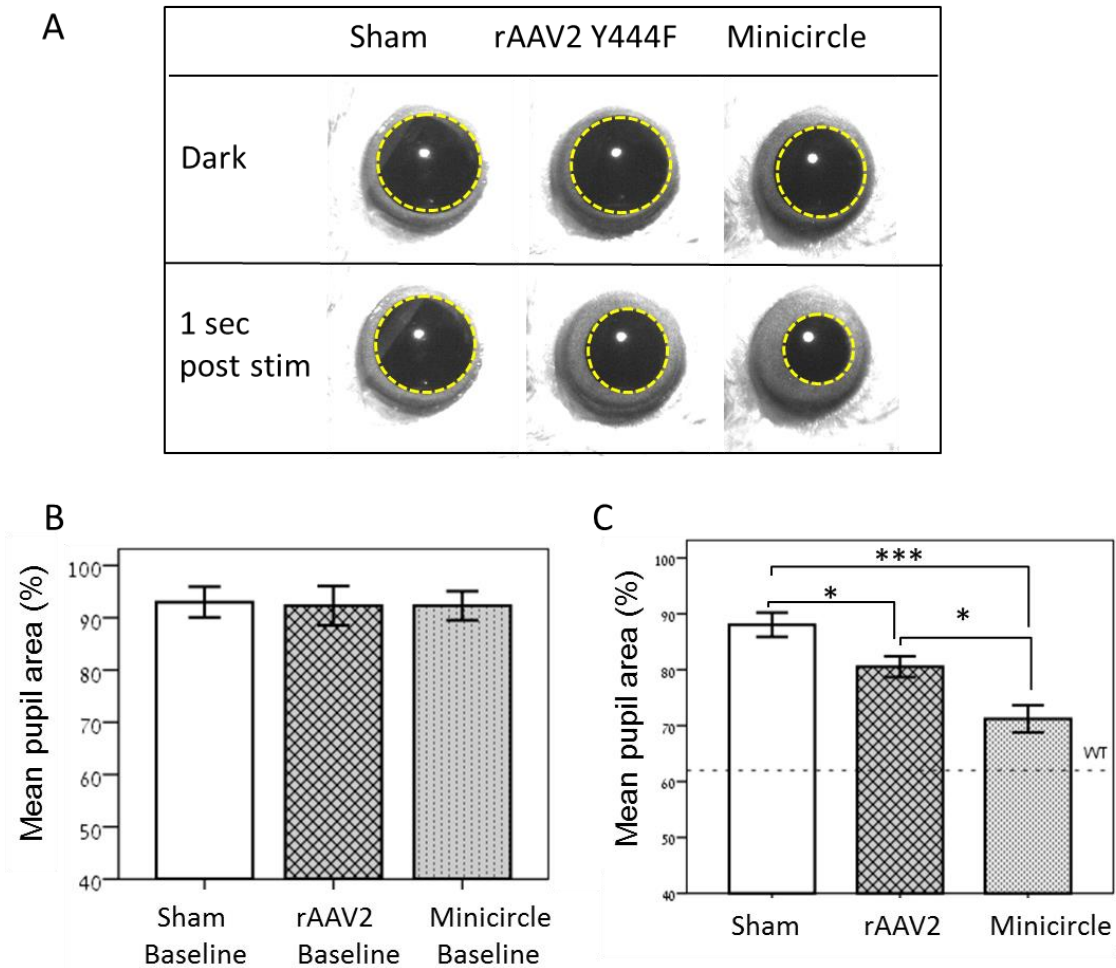 A
Sham rAAV2 Y444F Minicircle
Dark
1 sec
post stim
B
Mean pupil area (%)
100
90
80
70
60
50
40
Sham
Baseline
rAAV2
Baseline
Minicircle
Baseline
C
Mean pupil area (%)
100
90
80
70
60
50
40
***
*
*
WT
Sham
rAAV2
Minicircle